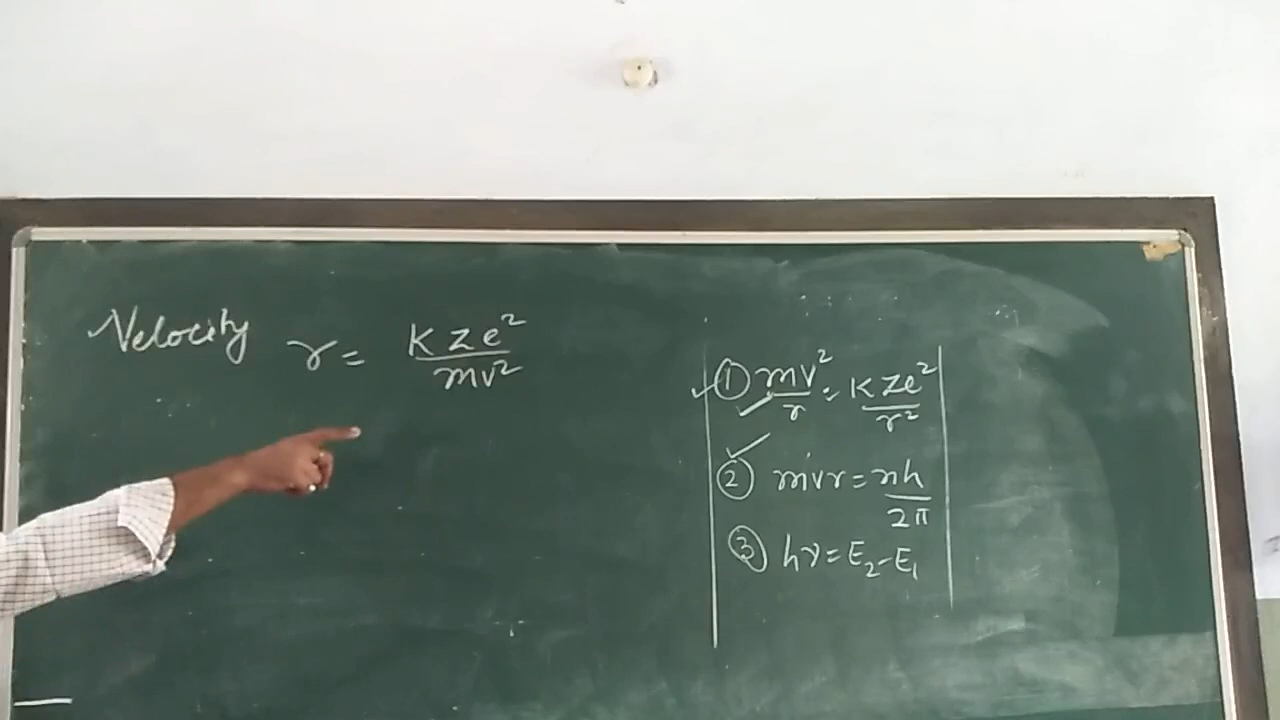 Velocity r = KZe²/mv²
① mv²/r = KZe²/r²
② mvr = nh/2π
③ hν = E₂-E₁